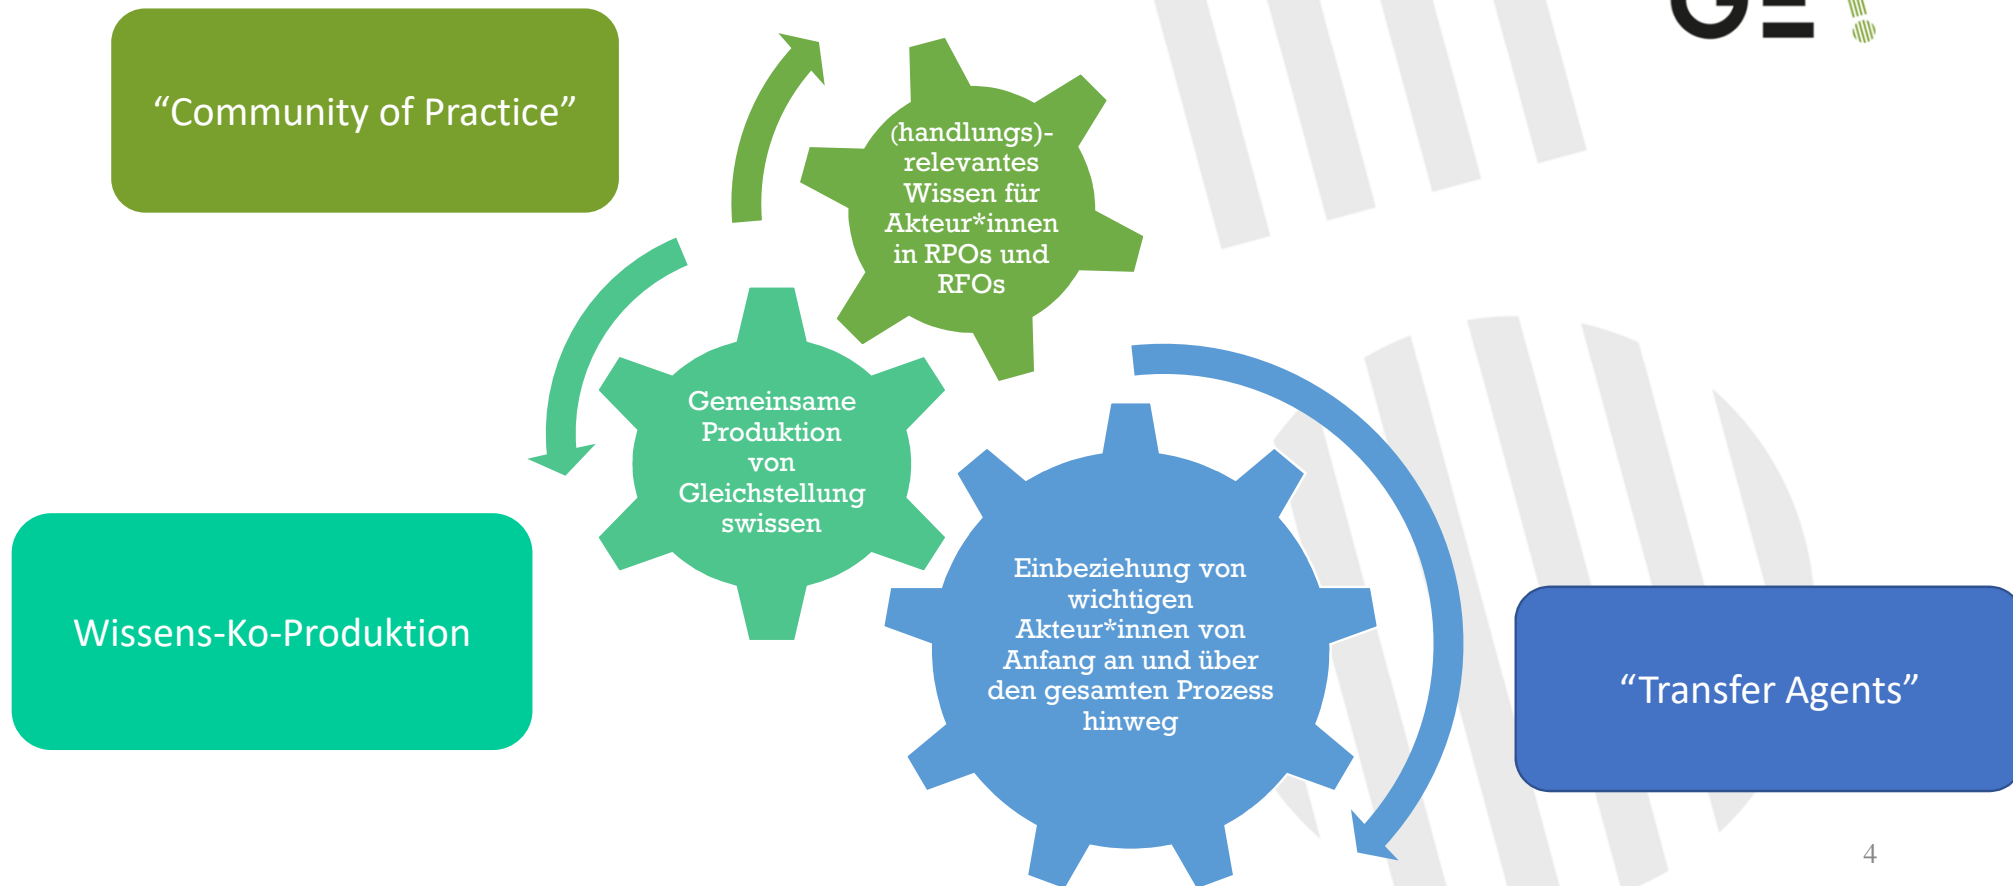 GE
“Community of Practice”
(handlungs)-
relevantes
Wissen für
Akteur*innen
in RPOs und
RFOs
Gemeinsame
Produktion
von
Gleichstellung
swissen
Wissens-Ko-Produktion
Einbeziehung von
wichtigen
Akteur*innen von
Anfang an und über
den gesamten Prozess
hinweg
“Transfer Agents”
4